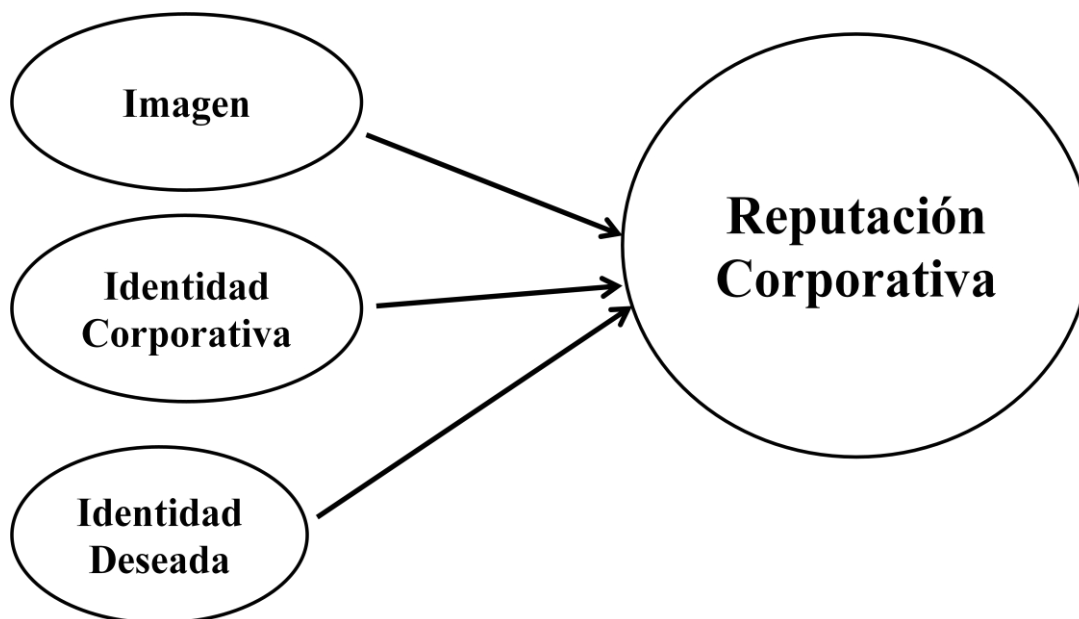 Imagen
Identidad
Corporativa
Identidad
Deseada
Reputación
Corporativa